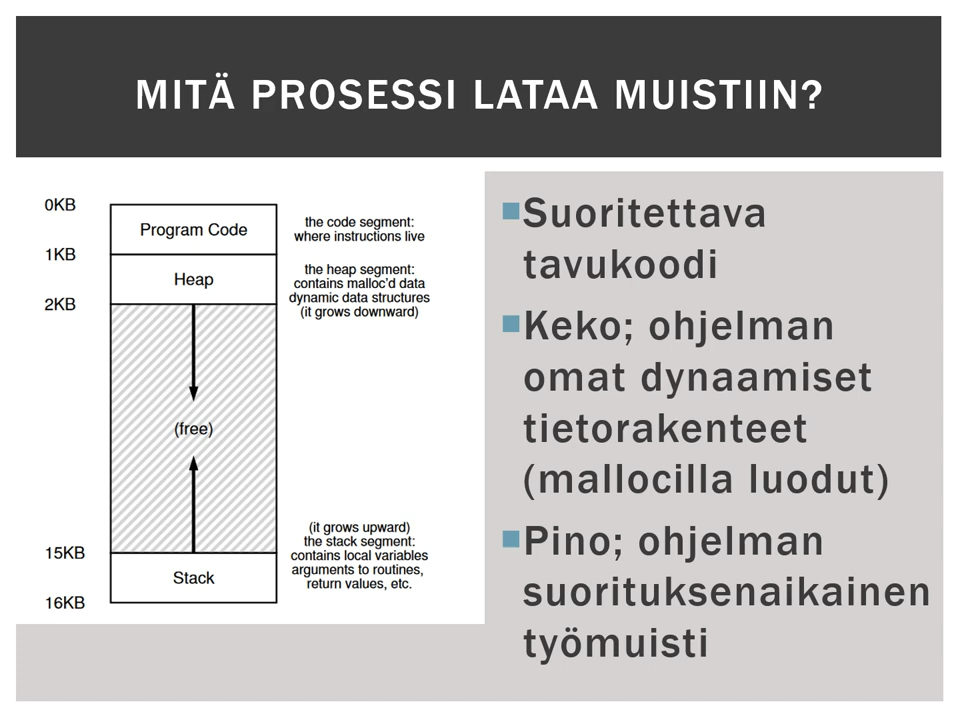 MITÄ PROSESSI LATAA MUISTIIN?
0KB
Program Code
the code segment:
where instructions live
1KB
Heap
the heap segment:
contains malloc'd data
dynamic data structures
(it grows downward)
2KB
(free)
(it grows upward)
the stack segment:
contains local variables
arguments to routines,
return values, etc.
15KB
Stack
16KB
Suoritettava
tavukoodi
Keko; ohjelman
omat dynaamiset
tietorakenteet
(mallocilla luodut)
Pino; ohjelman
suorituksenaikainen
työmuisti